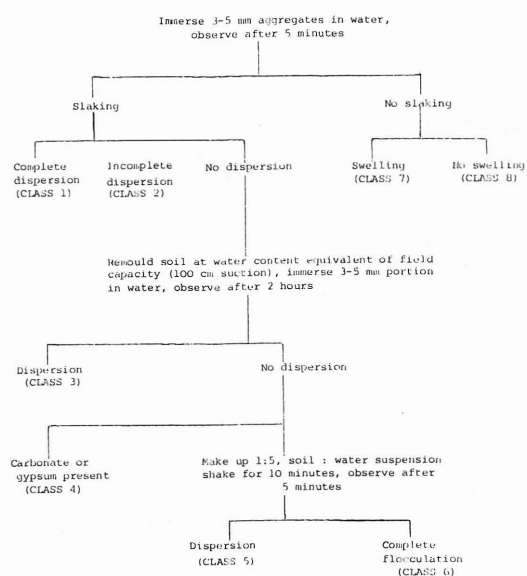 Immerse 3-5 mm aggregates in water,
observe after 5 minutes
Slaking
No slaking
Complete
dispersion
(CLASS 1)
Incomplete
dispersion
(CLASS 2)
No dispersion
Swelling
(CLASS 7)
No swelling
(CLASS 8)
Remould soil at water content equivalent of field
capacity (100 cm suction), immerse 3-5 mm portion
in water, observe after 2 hours
Dispersion
(CLASS 3)
No dispersion
Carbonate or
gypsum present
(CLASS 4)
Make up 1:5, soil : water suspension
shake for 10 minutes, observe after
5 minutes
Dispersion
(CLASS 5)
Complete
flocculation
(CLASS 6)